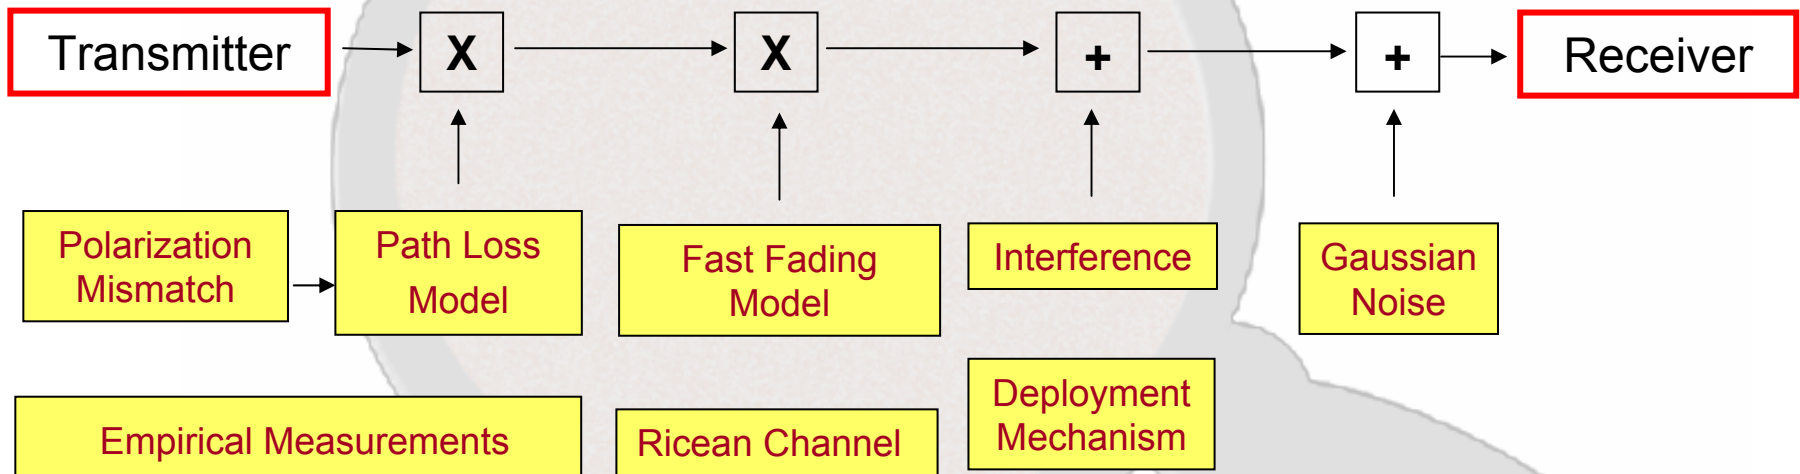 Transmitter
X
X
+
+
Receiver
Polarization
Mismatch
Path Loss
Model
Fast Fading
Model
Interference
Gaussian
Noise
Empirical Measurements
Ricean Channel
Deployment
Mechanism